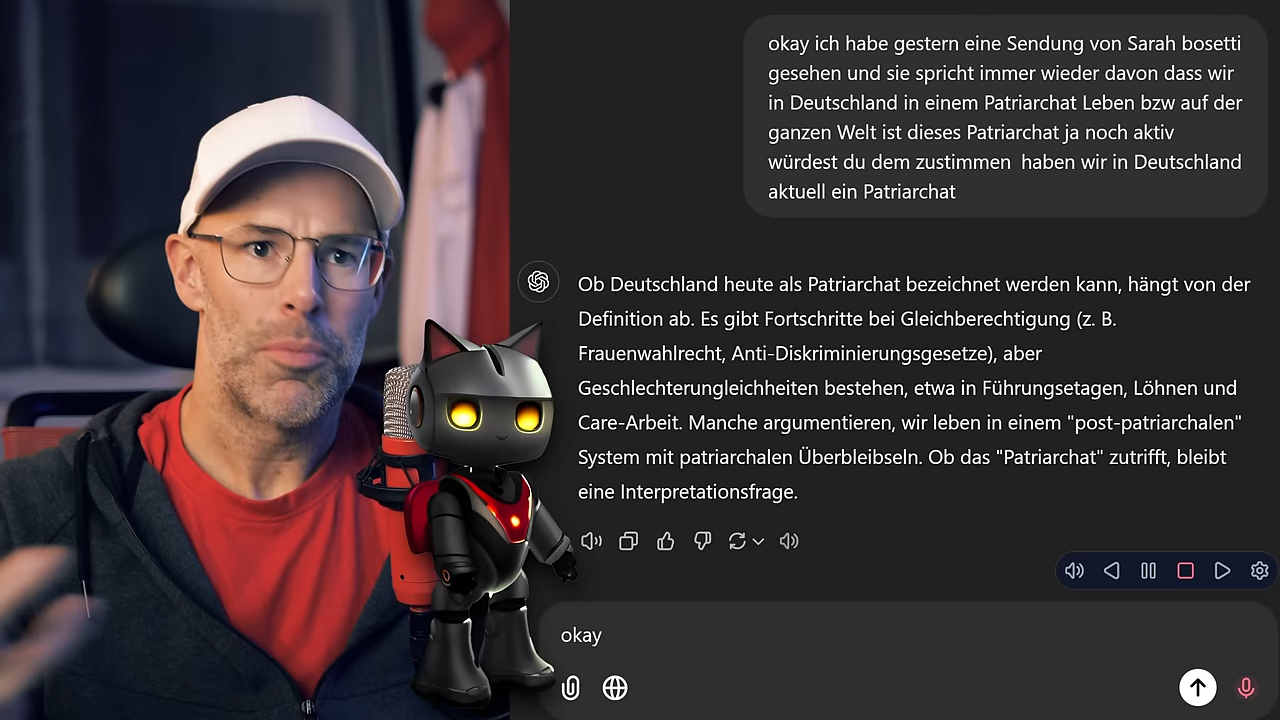 okay ich habe gestern eine Sendung von Sarah bosetti
gesehen und sie spricht immer wieder davon dass wir
in Deutschland in einem Patriarchat Leben bzw auf der
ganzen Welt ist dieses Patriarchat ja noch aktiv
würdest du dem zustimmen  haben wir in Deutschland
aktuell ein Patriarchat
Ob Deutschland heute als Patriarchat bezeichnet werden kann, hängt von der
Definition ab. Es gibt Fortschritte bei Gleichberechtigung (z. B.
Frauenwahlrecht, Anti-Diskriminierungsgesetze), aber
Geschlechterungleichheiten bestehen, etwa in Führungsetagen, Löhnen und
Care-Arbeit. Manche argumentieren, wir leben in einem "post-patriarchalen"
System mit patriarchalen Überbleibseln. Ob das "Patriarchat" zutrifft, bleibt
eine Interpretationsfrage.
okay